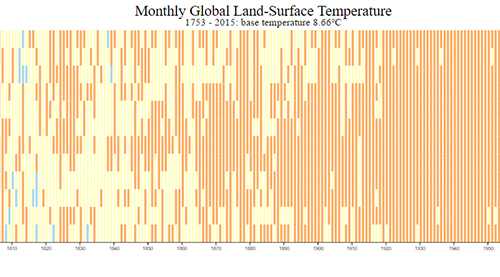 Monthly Global Land-Surface Temperature
1753 - 2015: base temperature 8.66℃
1810 1820 1830 1840 1850 1860 1870 1880 1890 1900 1910 1920 1930 1940 1950